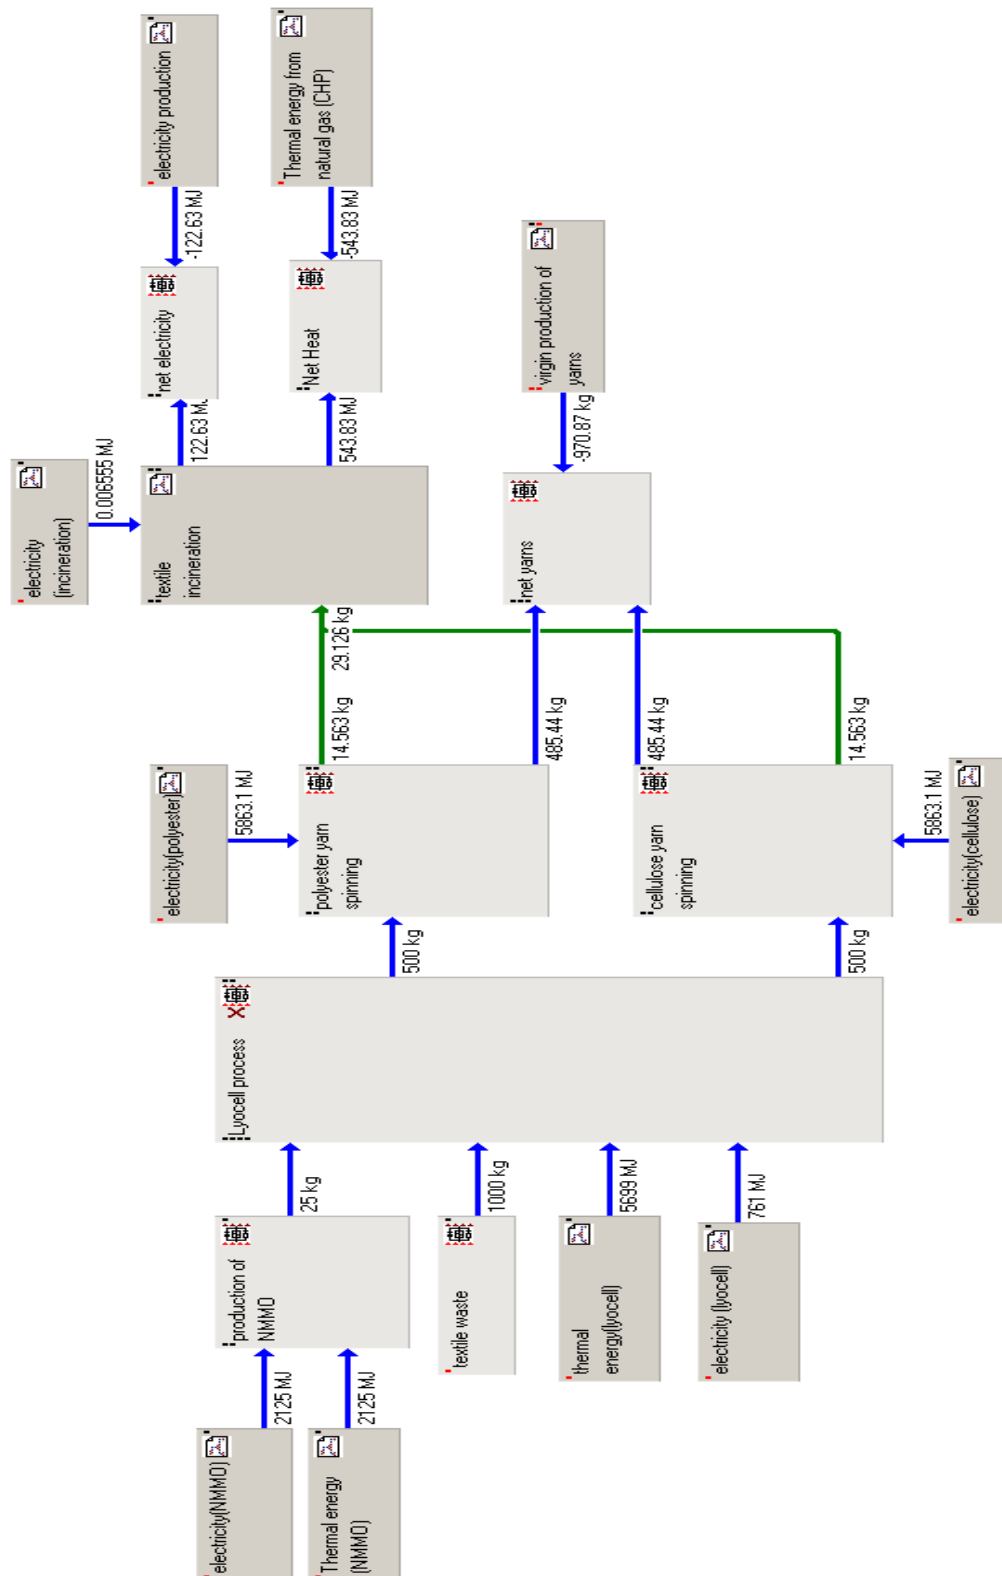 electricity(NMMO)
2125 MJ
Thermal energy
(NMMO)
2125 MJ
production of
NMMO
25 kg
textile waste
1000 kg
thermal
energy(lyocell)
5699 MJ
electricity (lyocell)
761 MJ
Lyocell process
500 kg
500 kg
electricity(polyester)
5863.1 MJ
polyester yarn
spinning
14.563 kg
485.44 kg
cellulose yarn
spinning
485.44 kg
14.563 kg
electricity(cellulose)
5863.1 MJ
29.126 kg
electricity
(incineration)
0.006555 MJ
textile
incineration
122.63 MJ
543.83 MJ
net electricity
-122.63 MJ
electricity production
Net Heat
-543.83 MJ
Thermal energy from
natural gas (CHP)
net yarns
-970.87 kg
virgin production of
yarns